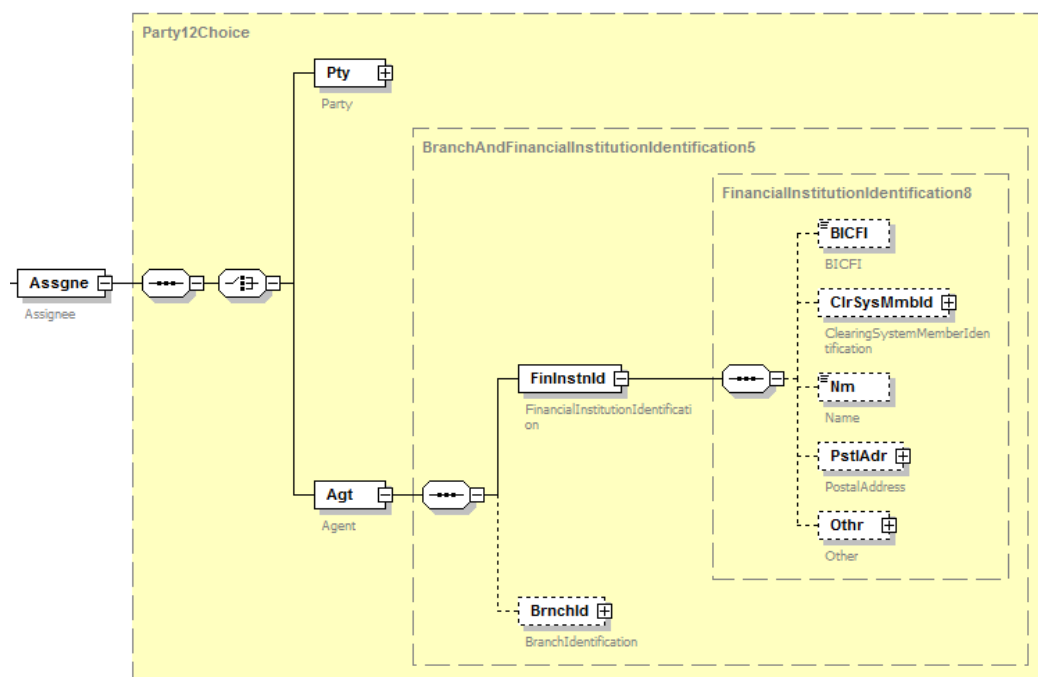 Party12Choice
Pty
Party
BranchAndFinancialInstitutionIdentification5
FinancialInstitutionIdentification8
BICFI
BICFI
Assgne
Assignee
ClrSysMmbId
ClearingSystemMemberIden
tification
FinInstnId
FinancialInstitutionIdentificati
on
Nm
Name
PstlAdr
PostalAddress
Agt
Agent
Othr
Other
BrnchId
BranchIdentification